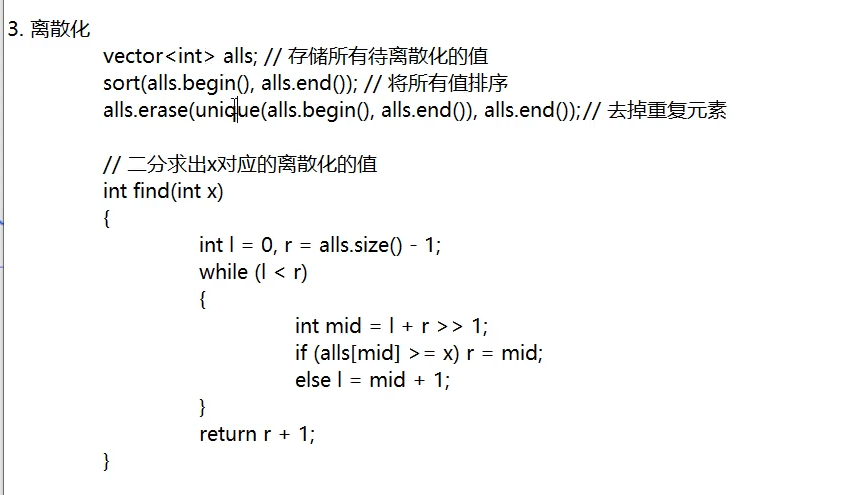 3. 离散化
vector<int> alls; // 存储所有待离散化的值
sort(alls.begin(), alls.end()); // 将所有值排序
alls.erase(unique(alls.begin(), alls.end()), alls.end());// 去掉重复元素
// 二分求出x对应的离散化的值
int find(int x)
{
int l = 0, r = alls.size() - 1;
while (l < r)
{
int mid = l + r >> 1;
if (alls[mid] >= x) r = mid;
else l = mid + 1;
}
return r + 1;
}